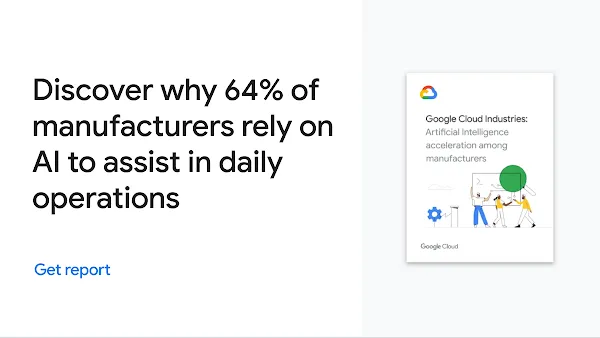 Discover why 64% of
manufacturers rely on
AI to assist in daily
operations
Get report
Google Cloud Industries:
Artificial Intelligence
acceleration among
manufacturers
Google Cloud